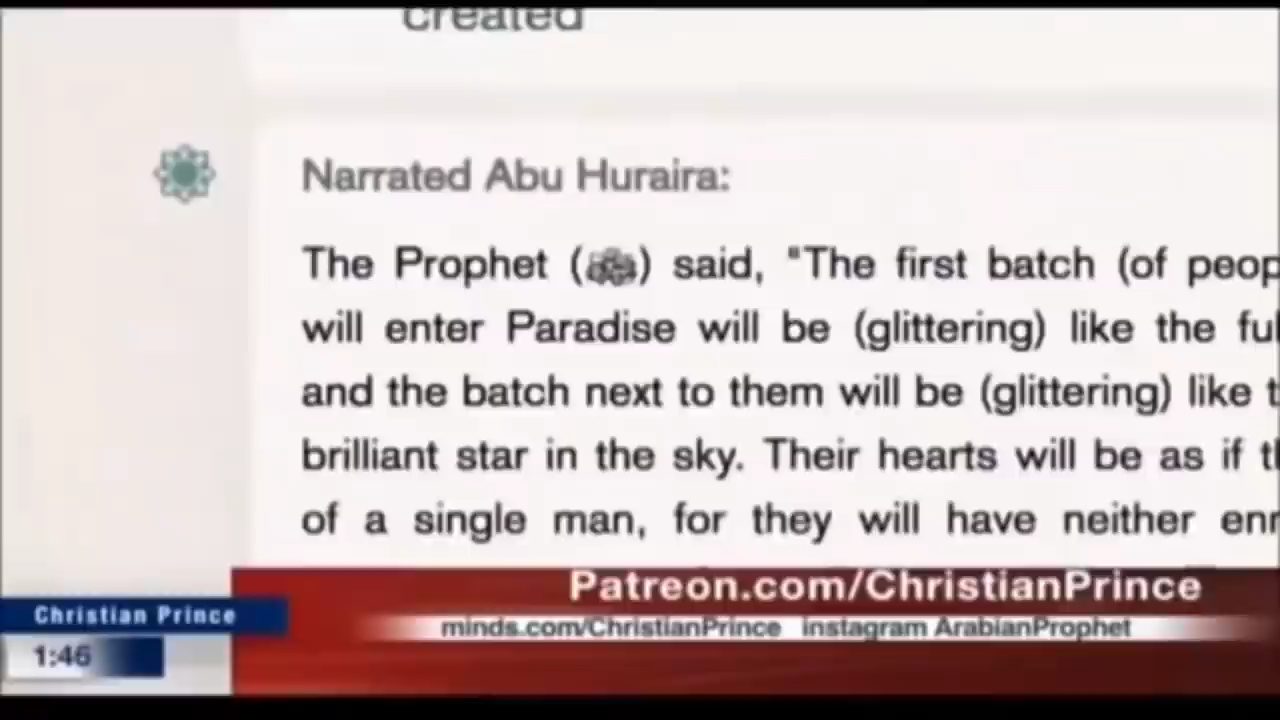 created
Narrated Abu Huraira:
The Prophet (ﷺ) said, "The first batch (of
will enter Paradise will be (glittering) like the
and the batch next to them will be (glittering) like
brilliant star in the sky. Their hearts will be as if
of a single man, for they will have neither
Patreon.com/ChristianPrince
Christian Prince
minds.com/ChristianPrince instagram ArabianProphet
1:46